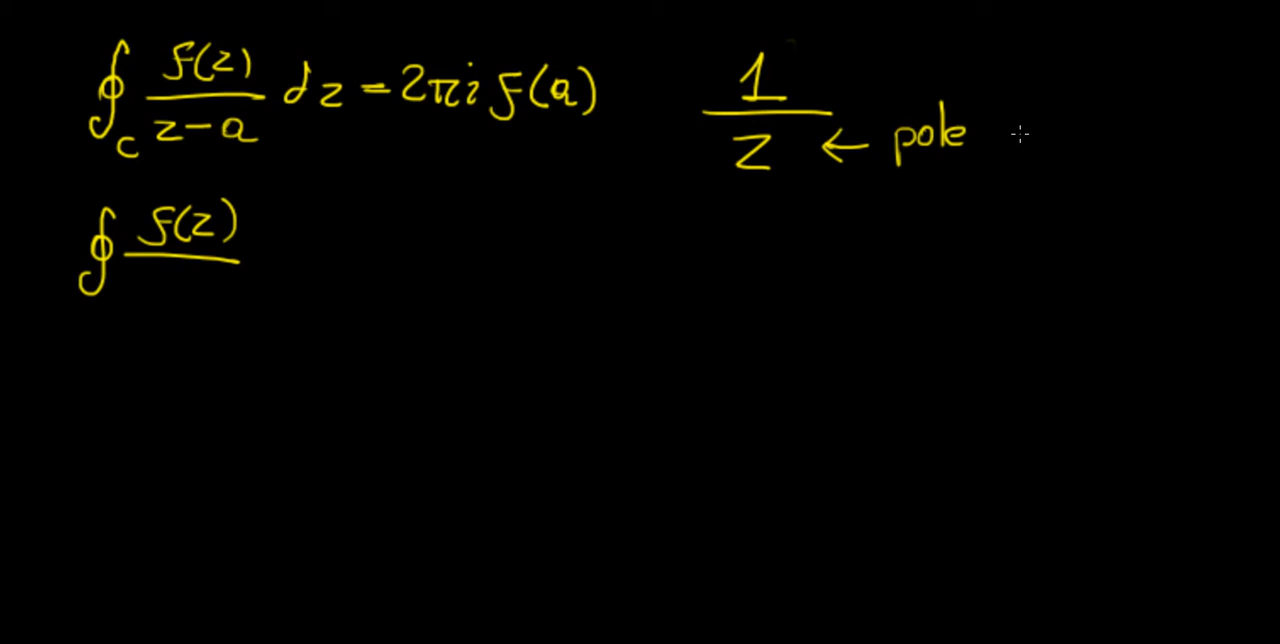 ∮_C f(z)/(z-a) dz = 2πi f(a)
1/z ← pole
∮ f(z)